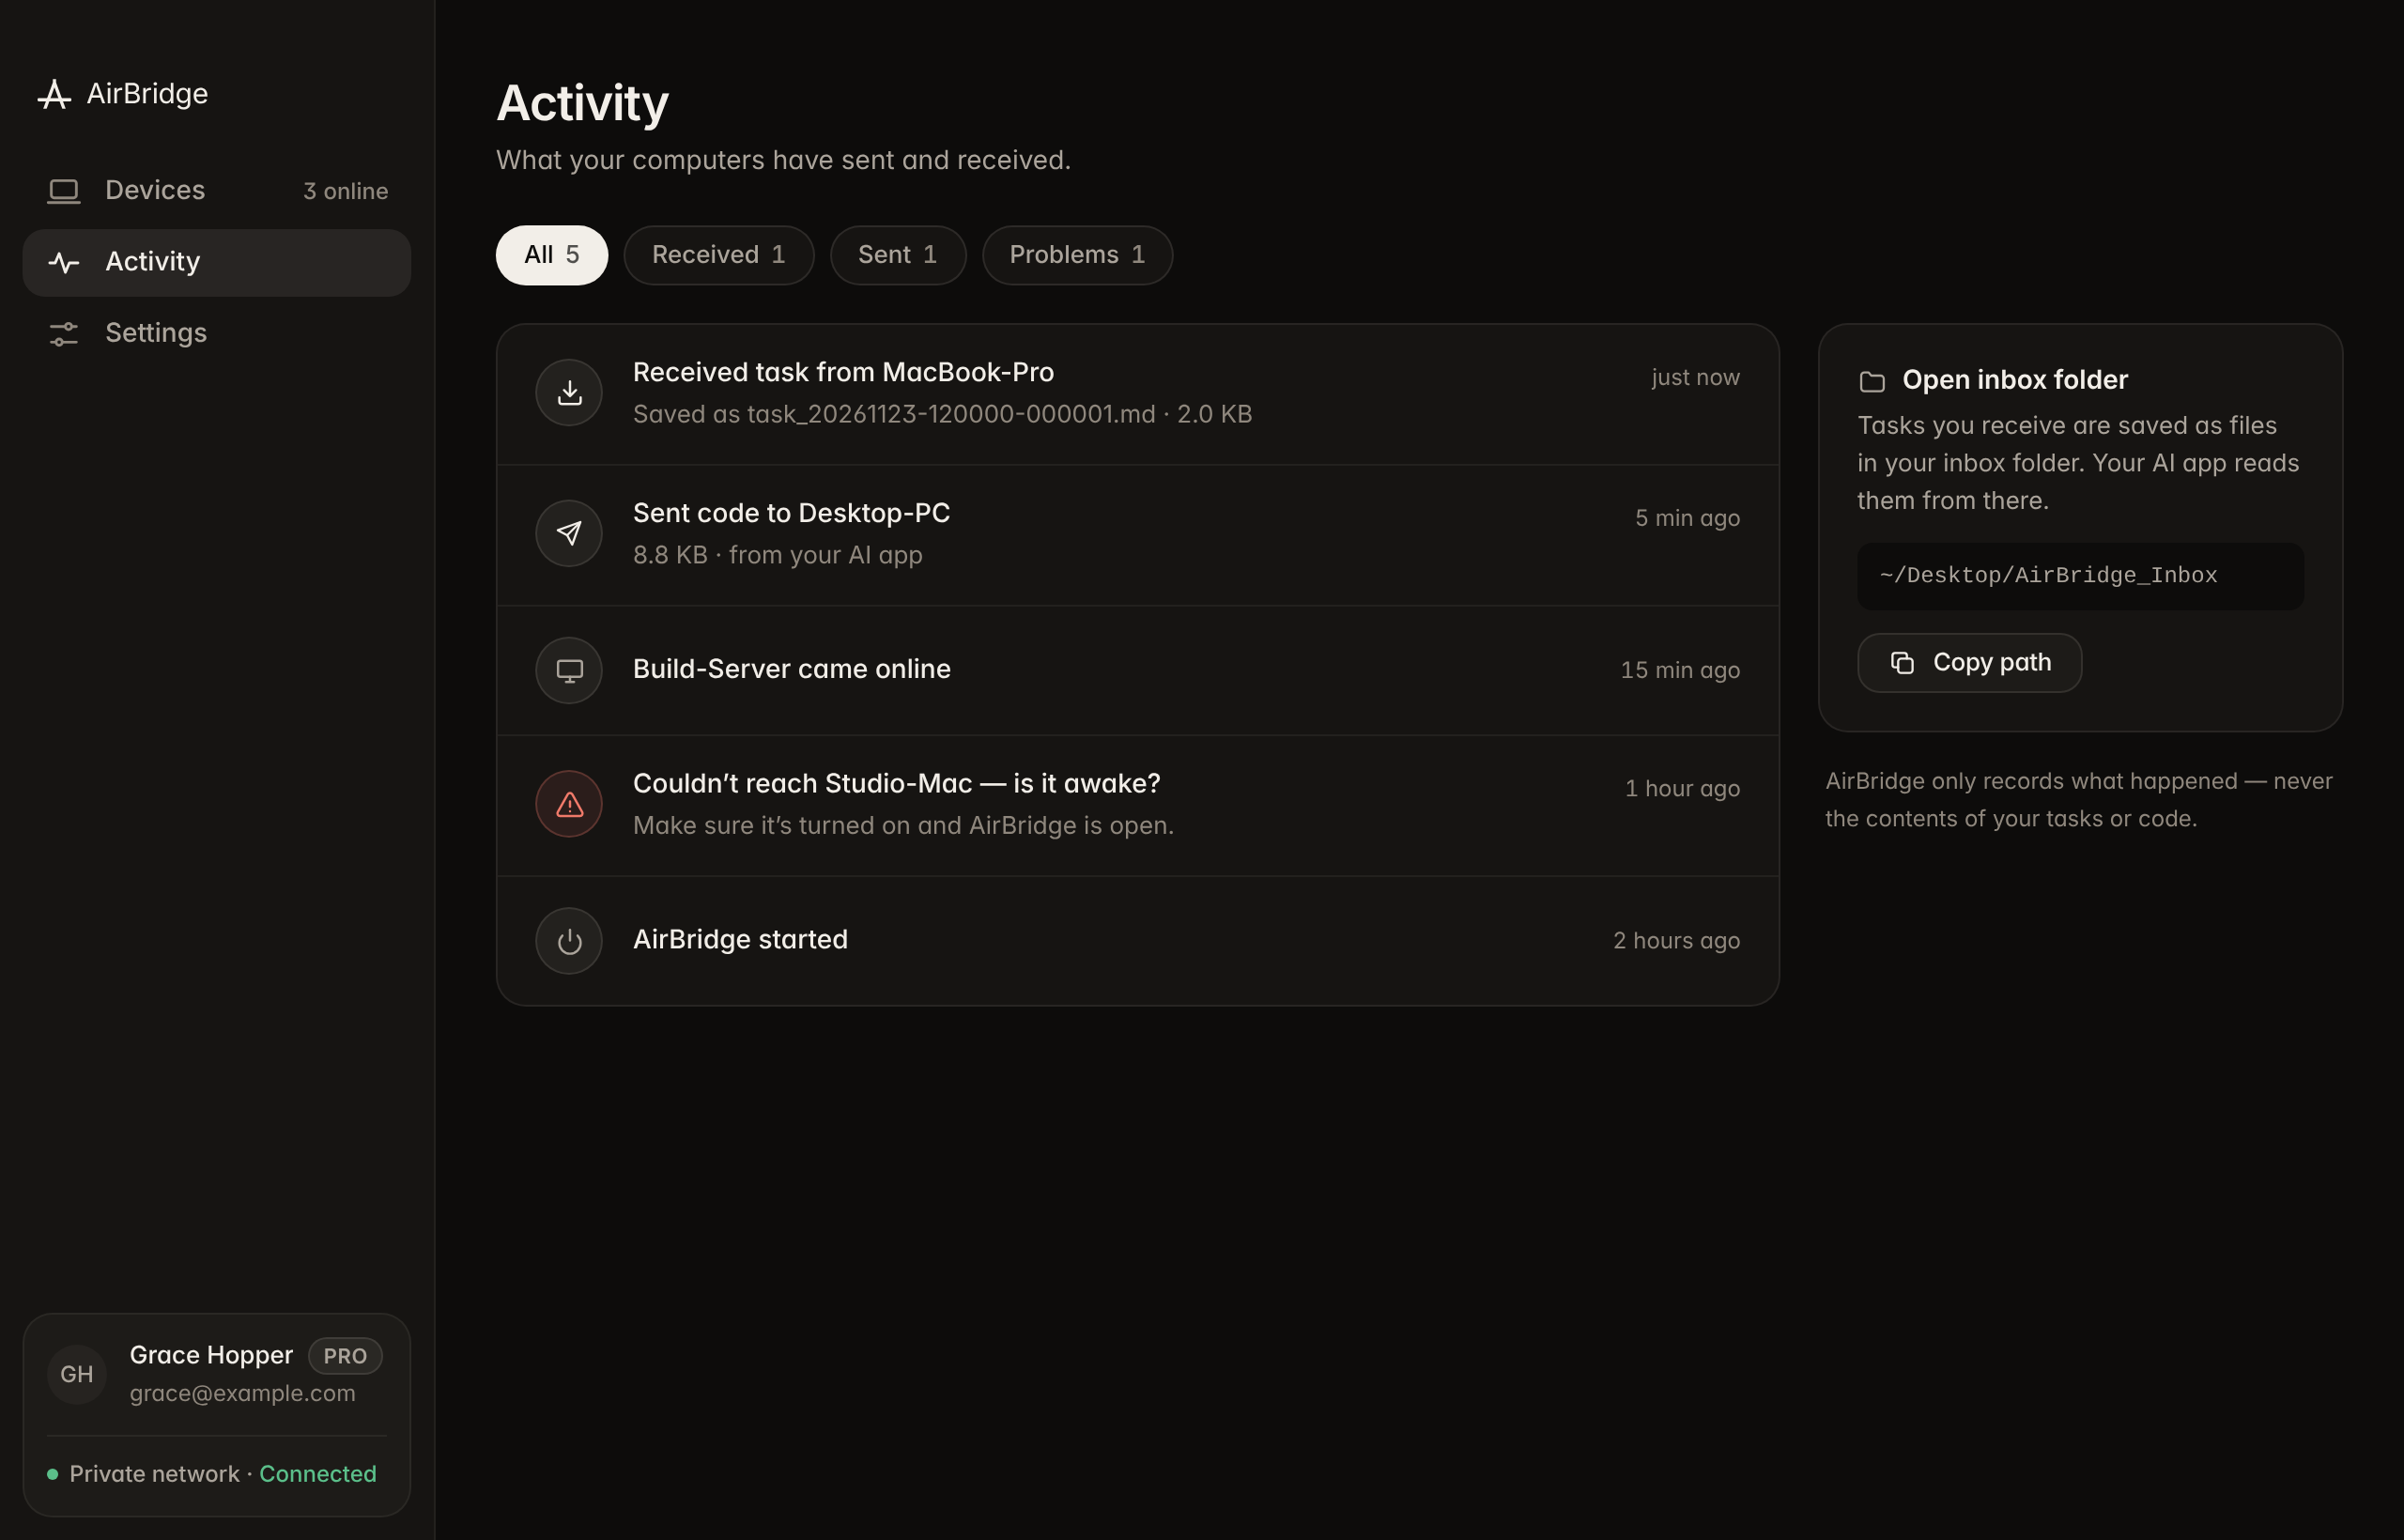 AirBridge
Devices 3 online
Activity
Settings
GH
Grace Hopper PRO
grace@example.com
Private network · Connected
Activity
What your computers have sent and received.
All 5 Received 1 Sent 1 Problems 1
Received task from MacBook-Pro just now
Saved as task_20261123-120000-000001.md · 2.0 KB
Sent code to Desktop-PC 5 min ago
8.8 KB · from your AI app
Build-Server came online 15 min ago
Couldn’t reach Studio-Mac — is it awake? 1 hour ago
Make sure it’s turned on and AirBridge is open.
AirBridge started 2 hours ago
Open inbox folder
Tasks you receive are saved as files
in your inbox folder. Your AI app reads
them from there.
~/Desktop/AirBridge_Inbox
Copy path
AirBridge only records what happened — never
the contents of your tasks or code.